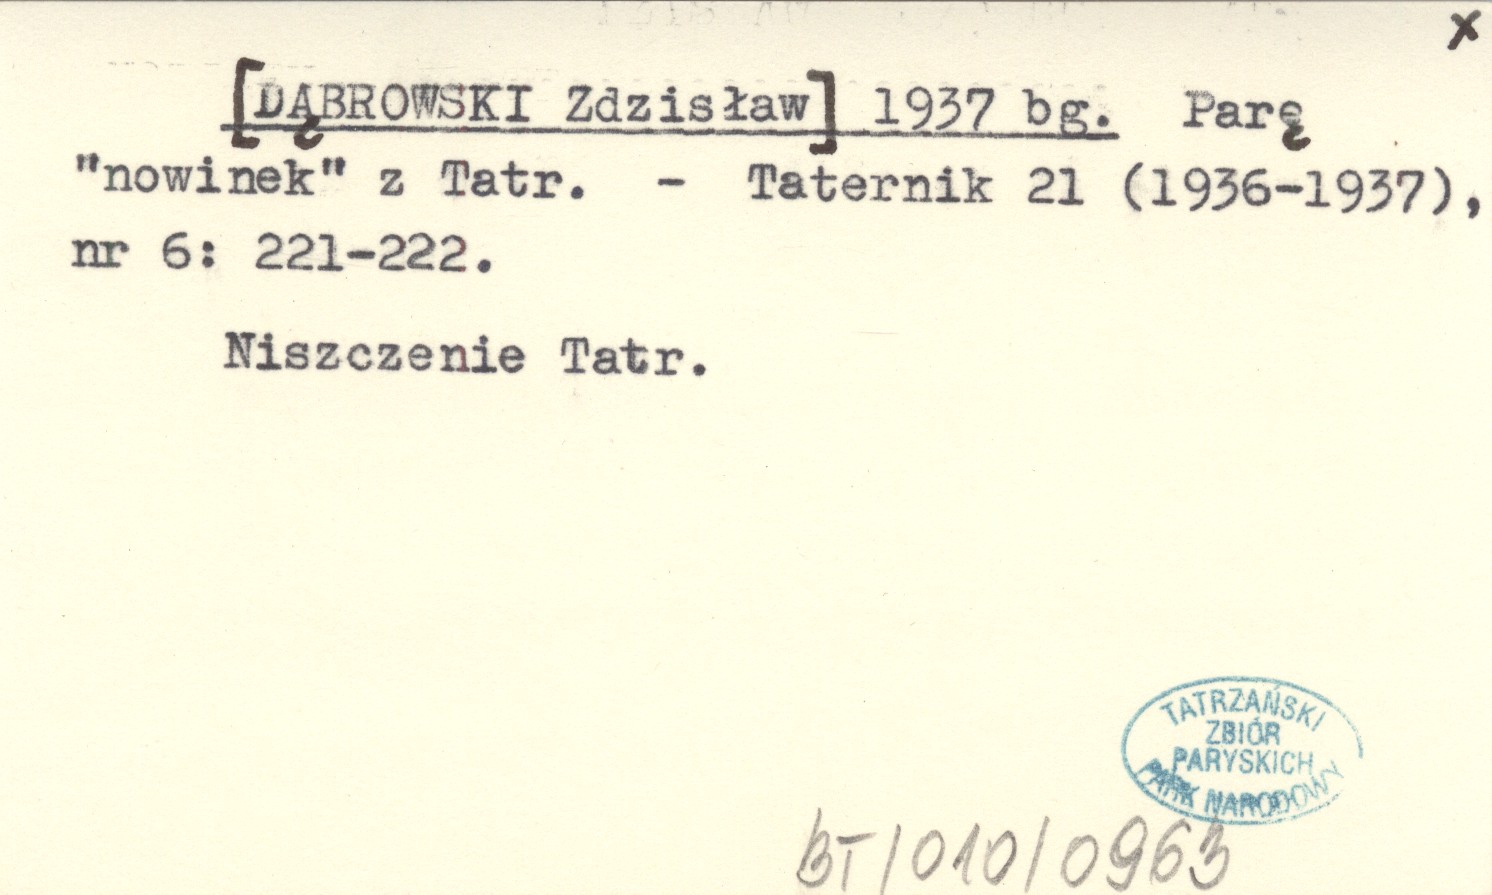 x
[DĄBROWSKI Zdzisław] 1937 bg. Parę
"nowinek" z Tatr. - Taternik 21 (1936-1937),
nr 6: 221-222.
Niszczenie Tatr.
TATRZAŃSKI
ZBIÓR
PARYSKICH
PARK NARODOWY
BT/010/0963